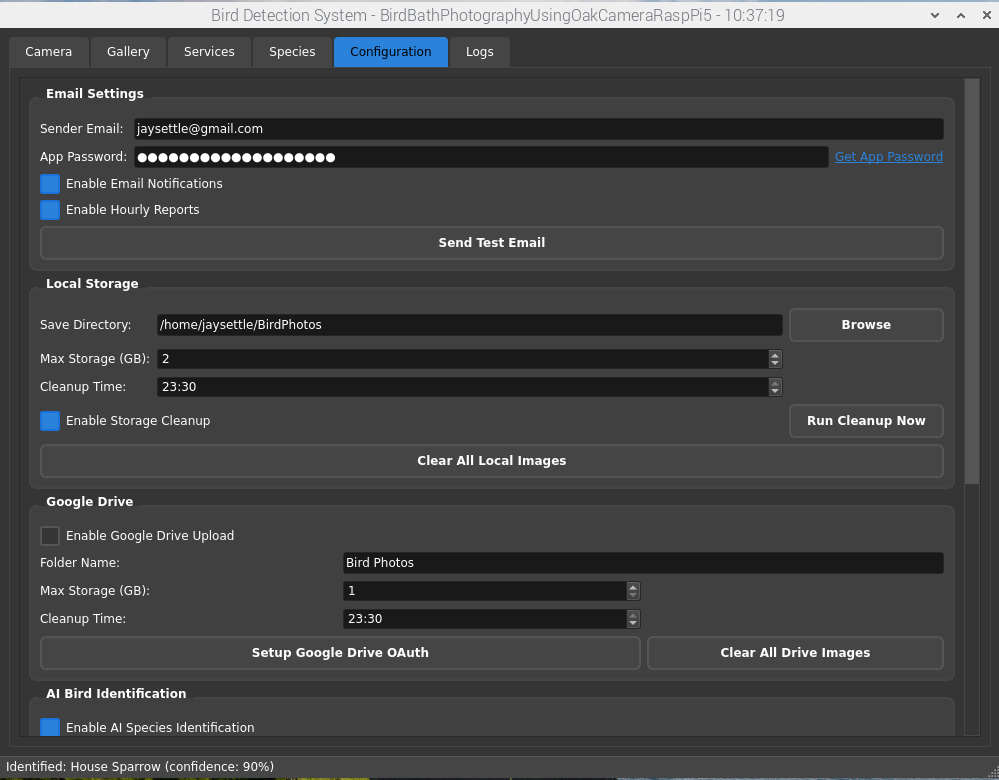 Bird Detection System - BirdBathPhotographyUsingOakCameraRaspPi5 - 10:37:19
Camera Gallery Services Species Configuration Logs
Email Settings
Sender Email: jaysettle@gmail.com
App Password: ●●●●●●●●●●●●●●●●●●● Get App Password
Enable Email Notifications
Enable Hourly Reports
Send Test Email
Local Storage
Save Directory: /home/jaysettle/BirdPhotos Browse
Max Storage (GB): 2
Cleanup Time: 23:30
Enable Storage Cleanup Run Cleanup Now
Clear All Local Images
Google Drive
Enable Google Drive Upload
Folder Name: Bird Photos
Max Storage (GB): 1
Cleanup Time: 23:30
Setup Google Drive OAuth Clear All Drive Images
AI Bird Identification
Enable AI Species Identification
Identified: House Sparrow (confidence: 90%)